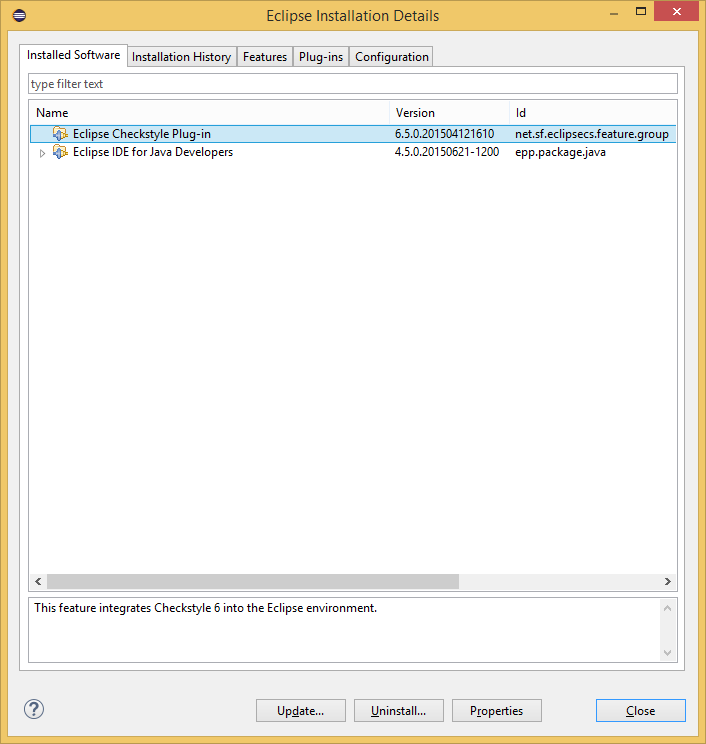 Eclipse Installation Details
Installed Software Installation History Features Plug-ins Configuration
type filter text
Name Version Id
Eclipse Checkstyle Plug-in 6.5.0.201504121610 net.sf.eclipsecs.feature.group
Eclipse IDE for Java Developers 4.5.0.20150621-1200 epp.package.java
This feature integrates Checkstyle 6 into the Eclipse environment.
Update... Uninstall... Properties Close